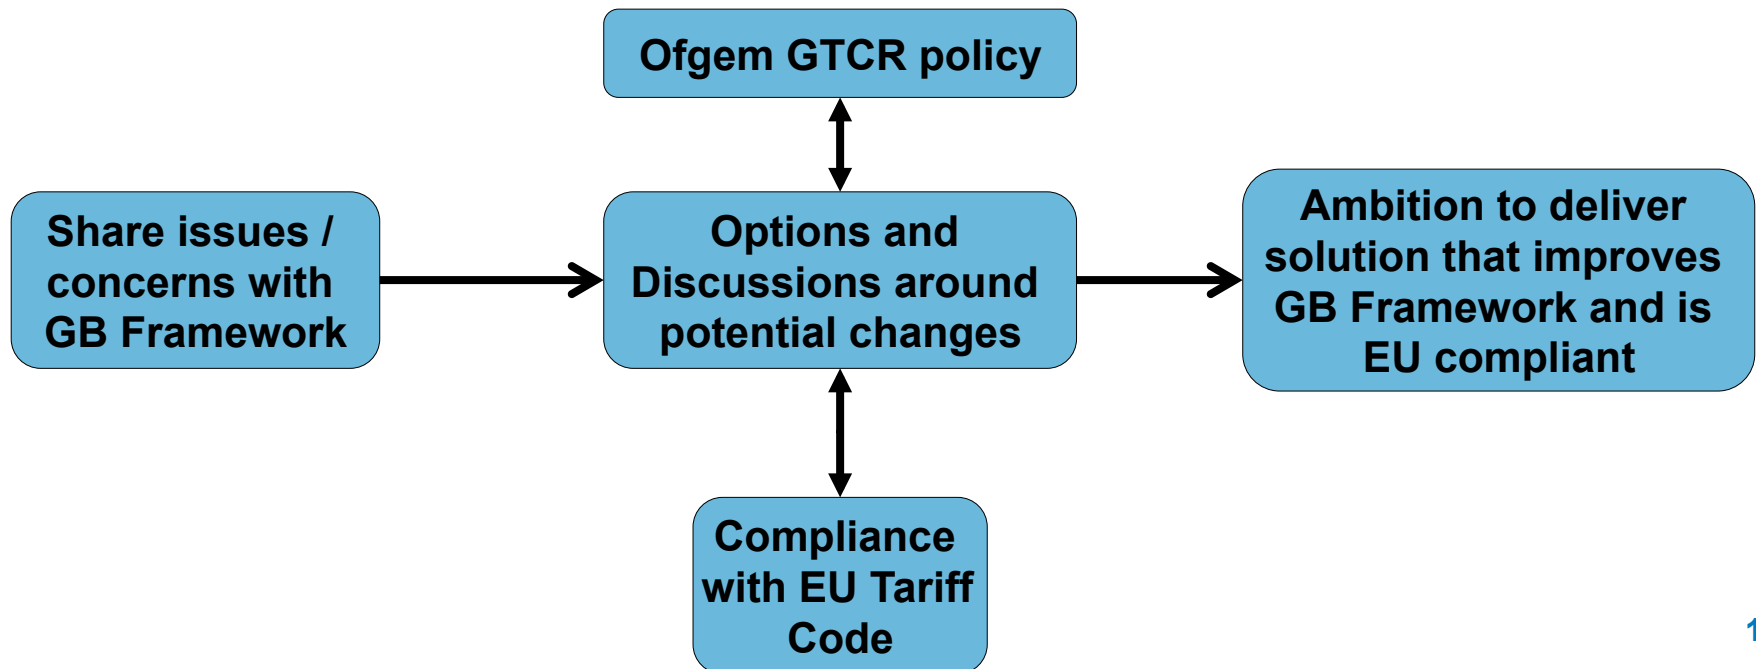 Ofgem GTCR policy
Share issues /
concerns with
GB Framework
Options and
Discussions around
potential changes
Ambition to deliver
solution that improves
GB Framework and is
EU compliant
Compliance
with EU Tariff
Code
1